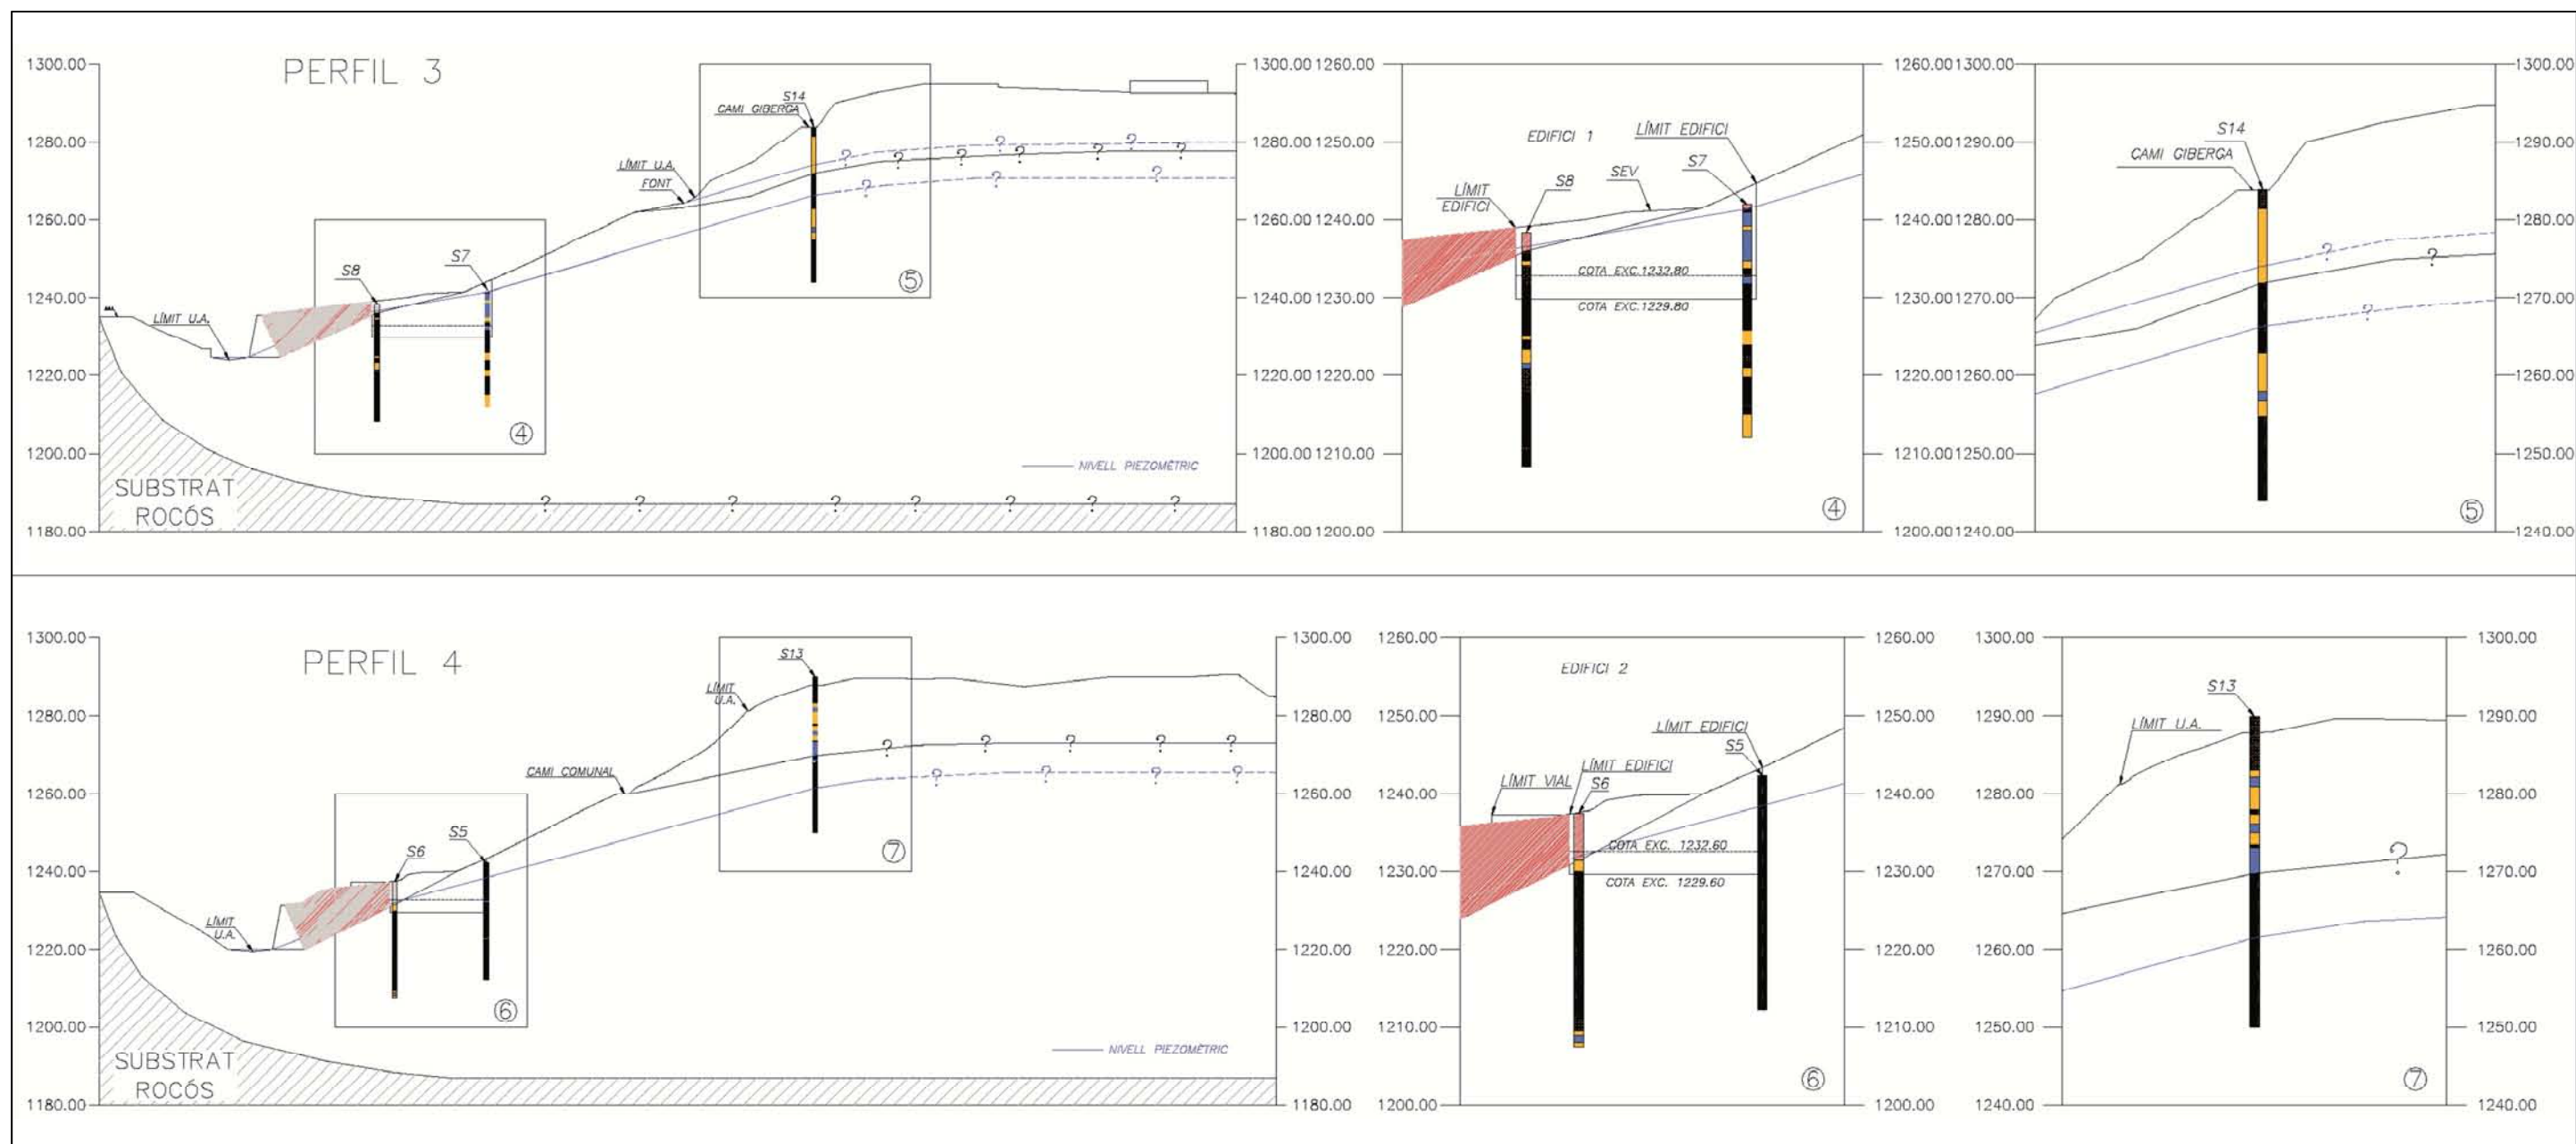 PERFIL 3
1300.00
1280.00
1260.00
1240.00
1220.00
1200.00
1180.00
LÍMIT U.A.
S8
S7
④
LÍMIT U.A.
FONT
CAMI GIBERGA
S14
⑤
? ? ? ? ? ?
? ? ?
? ? ?
NIVELL PIEZOMÈTRIC
SUBSTRAT
ROCÓS
? ? ? ? ? ? ? ?
1300.00
1280.00
1260.00
1240.00
1220.00
1200.00
1180.00
1260.00
1250.00
1240.00
1230.00
1220.00
1210.00
1200.00
EDIFICI 1
LÍMIT EDIFICI
LÍMIT
EDIFICI
S8
SEV
S7
COTA EXC.1232.80
COTA EXC.1229.80
④
1260.00
1250.00
1240.00
1230.00
1220.00
1210.00
1200.00
1300.00
1290.00
1280.00
1270.00
1260.00
1250.00
1240.00
S14
CAMI GIBERGA
?
?
?
⑤
1300.00
1290.00
1280.00
1270.00
1260.00
1250.00
1240.00
PERFIL 4
1300.00
1280.00
1260.00
1240.00
1220.00
1200.00
1180.00
LÍMIT
U.A.
S6
S5
⑥
CAMI COMUNAL
LÍMIT
U.A.
S13
⑦
? ? ? ? ?
? ? ? ?
NIVELL PIEZOMÈTRIC
SUBSTRAT
ROCÓS
1300.00
1280.00
1260.00
1240.00
1220.00
1200.00
1180.00
1260.00
1250.00
1240.00
1230.00
1220.00
1210.00
1200.00
EDIFICI 2
LÍMIT EDIFICI
S5
LÍMIT EDIFICI
LÍMIT VIAL
S6
COTA EXC. 1232.60
COTA EXC. 1229.60
⑥
1260.00
1250.00
1240.00
1230.00
1220.00
1210.00
1200.00
1300.00
1290.00
1280.00
1270.00
1260.00
1250.00
1240.00
S13
LÍMIT U.A.
?
⑦
1300.00
1290.00
1280.00
1270.00
1260.00
1250.00
1240.00